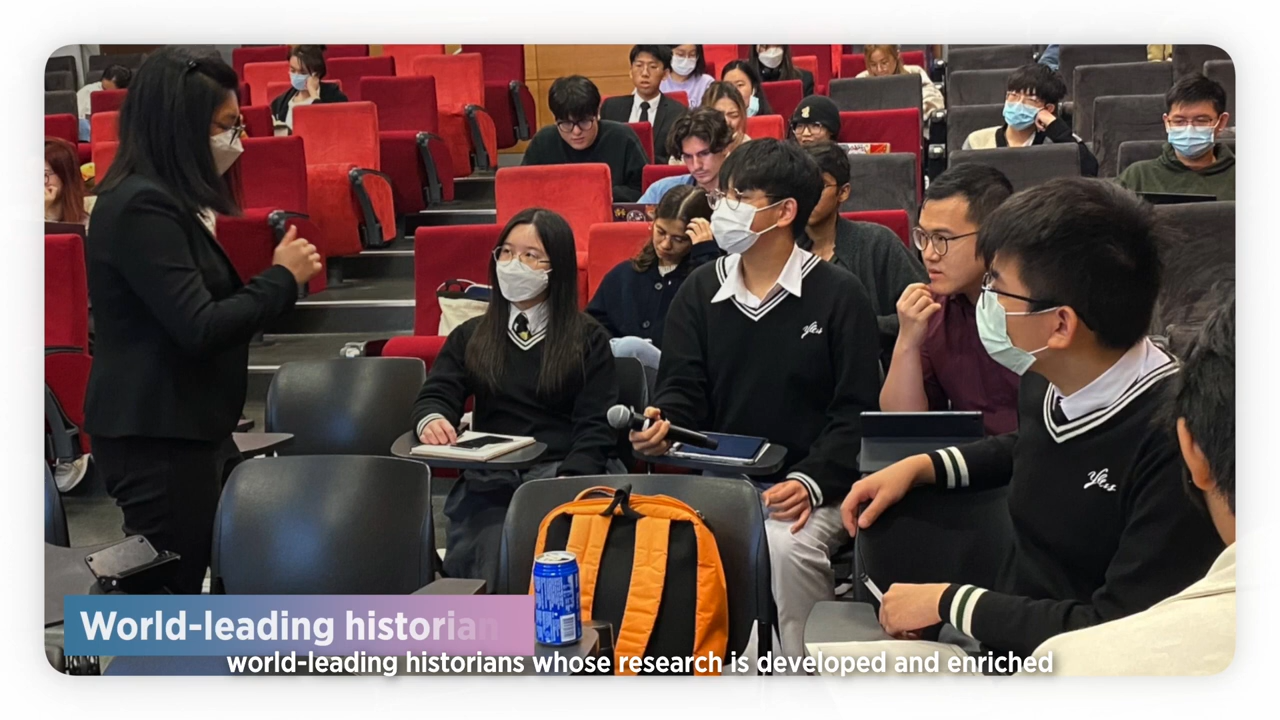 World-leading historian
world-leading historians whose research is developed and enriched